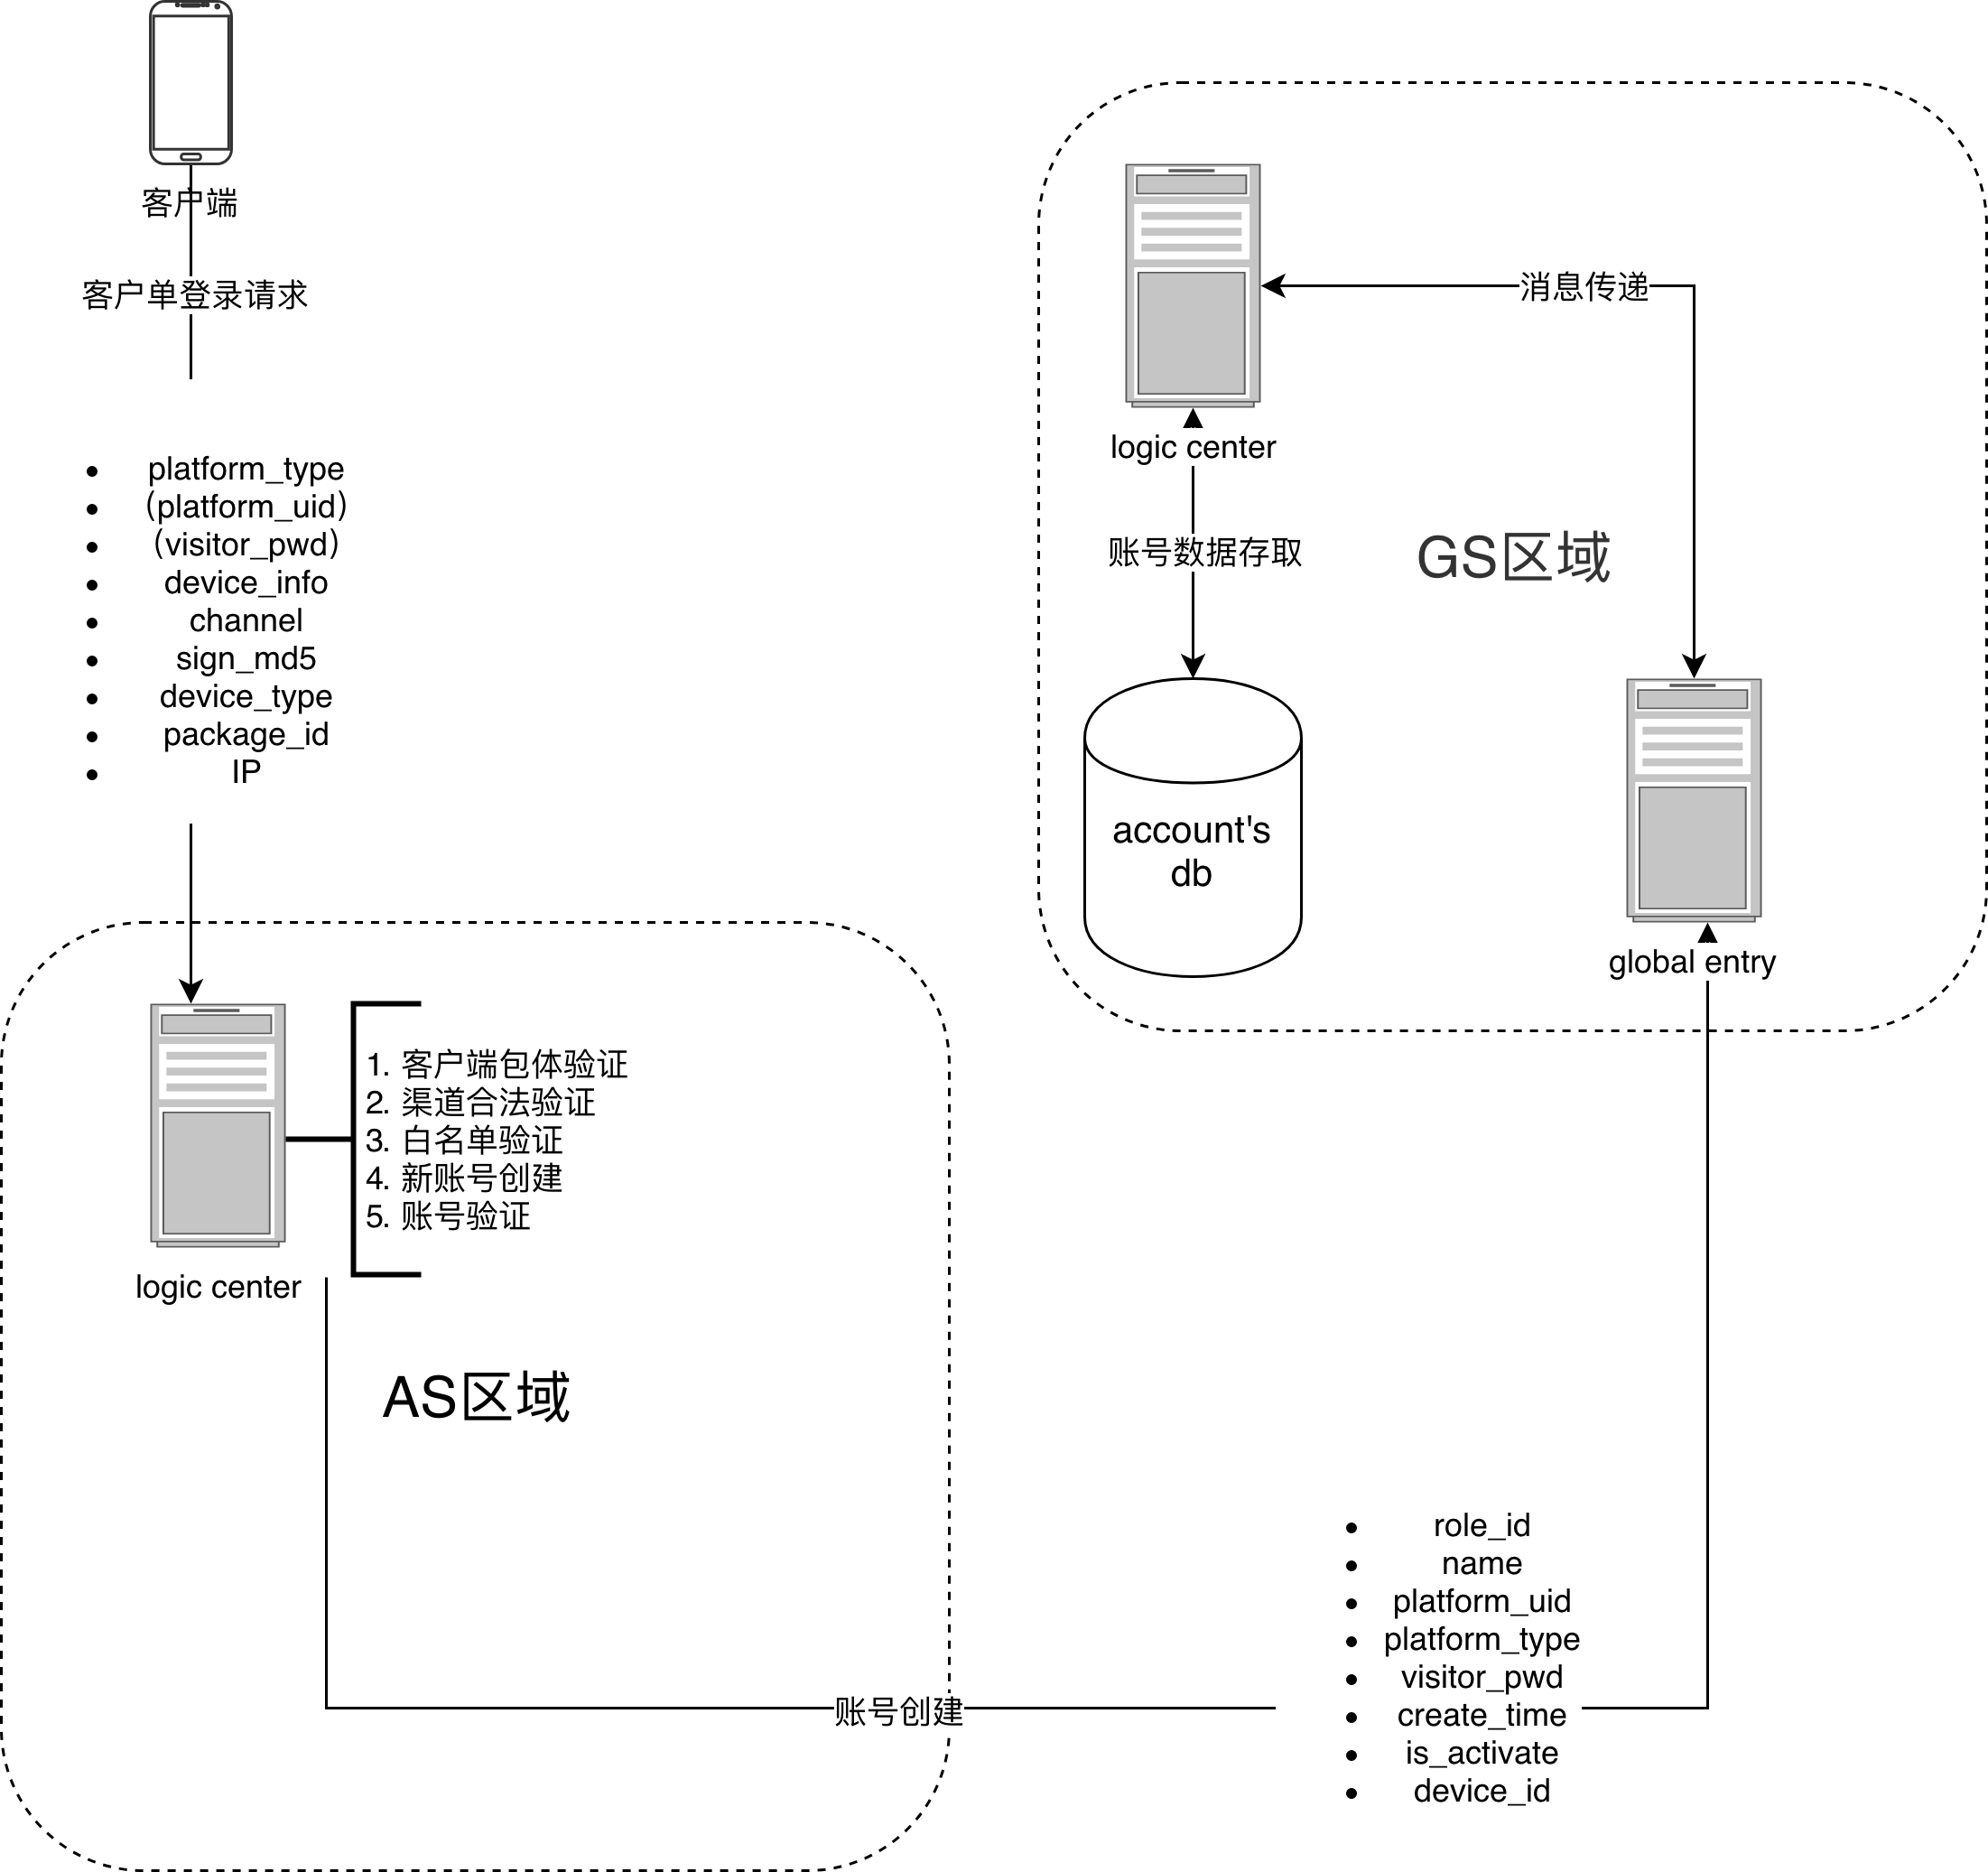 客户端
客户单登录请求
platform_type
(platform_uid)
(visitor_pwd)
device_info
channel
sign_md5
device_type
package_id
IP
logic center
1. 客户端包体验证
2. 渠道合法验证
3. 白名单验证
4. 新账号创建
5. 账号验证
AS区域
账号创建
role_id
name
platform_uid
platform_type
visitor_pwd
create_time
is_activate
device_id
logic center
消息传递
账号数据存取
GS区域
account's
db
global entry